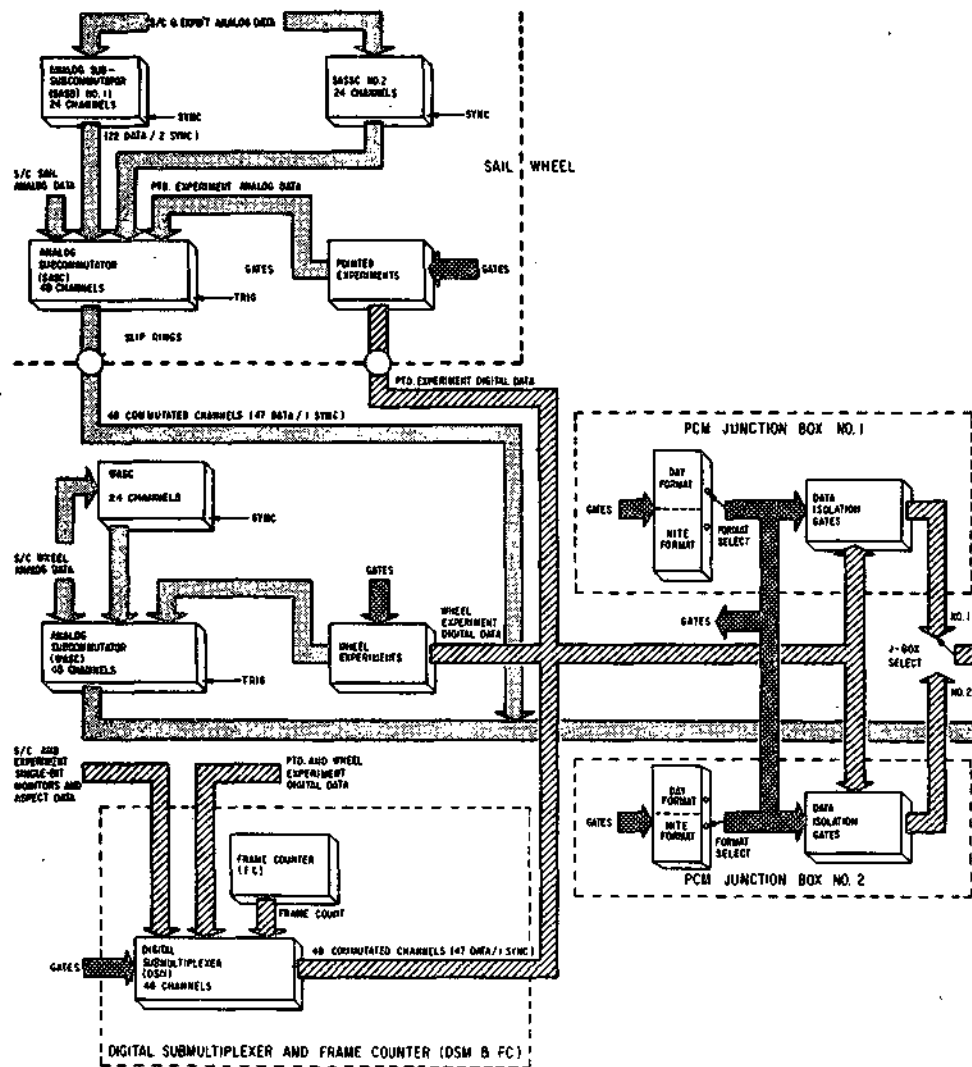 S/C & EXP'T ANALOG DATA
ANALOG SUB-
SUBCOMMUTATOR
24 CHANNELS
SYNC
(22 DATA / 2 SYNC)
SASSC NO.2
24 CHANNELS
SYNC
SAIL WHEEL
S/C SAIL
ANALOG DATA
PTD. EXPERIMENT ANALOG DATA
ANALOG
SUBCOMMUTATOR
(SASC)
48 CHANNELS
TRIG
GATES
POINTED
EXPERIMENTS
GATES
SLIP RINGS
PTD. EXPERIMENT DIGITAL DATA
48 COMMUTATED CHANNELS (47 DATA / 1 SYNC)
24 CHANNELS
SYNC
S/C WHEEL
ANALOG DATA
GATES
ANALOG
SUBCOMMUTATOR
(WASC)
48 CHANNELS
TRIG
WHEEL
EXPERIMENTS
WHEEL
EXPERIMENT
DIGITAL DATA
PCM JUNCTION BOX NO.1
GATES
DAY
FORMAT
NITE
FORMAT
FORMAT
SELECT
DATA
ISOLATION
GATES
GATES
NO.1
J-BOX
SELECT
NO.2
S/C AND
EXPERIMENT
SINGLE-BIT
MONITORS AND
ASPECT DATA
PTD. AND WHEEL
EXPERIMENT
DIGITAL DATA
GATES
DAY
FORMAT
NITE
FORMAT
FORMAT
SELECT
DATA
ISOLATION
GATES
PCM JUNCTION BOX NO. 2
FRAME COUNTER
(FC)
FRAME COUNT
GATES
DIGITAL
SUBMULTIPLEXER
(DSM)
48 CHANNELS
48 COMMUTATED CHANNELS (47 DATA/1 SYNC)
DIGITAL SUBMULTIPLEXER AND FRAME COUNTER (DSM & FC)